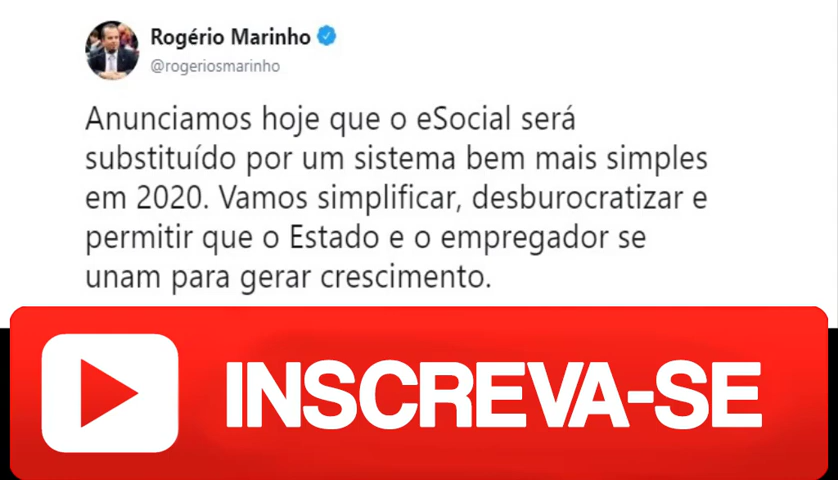 Rogério Marinho
@rogeriosmarinho
Anunciamos hoje que o eSocial será
substituído por um sistema bem mais simples
em 2020. Vamos simplificar, desburocratizar e
permitir que o Estado e o empregador se
unam para gerar crescimento.
INSCREVA-SE